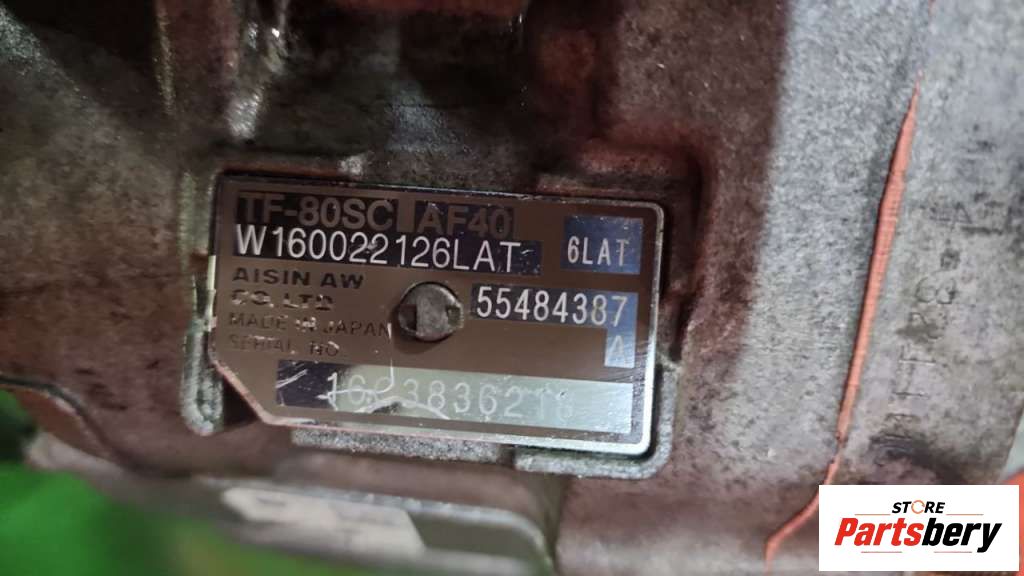 TF-80SC AF40
W160022126LAT 6LAT
AISIN AW
CO., LTD
55484387
MADE IN JAPAN
A
SERIAL NO.
STORE
Partsbery